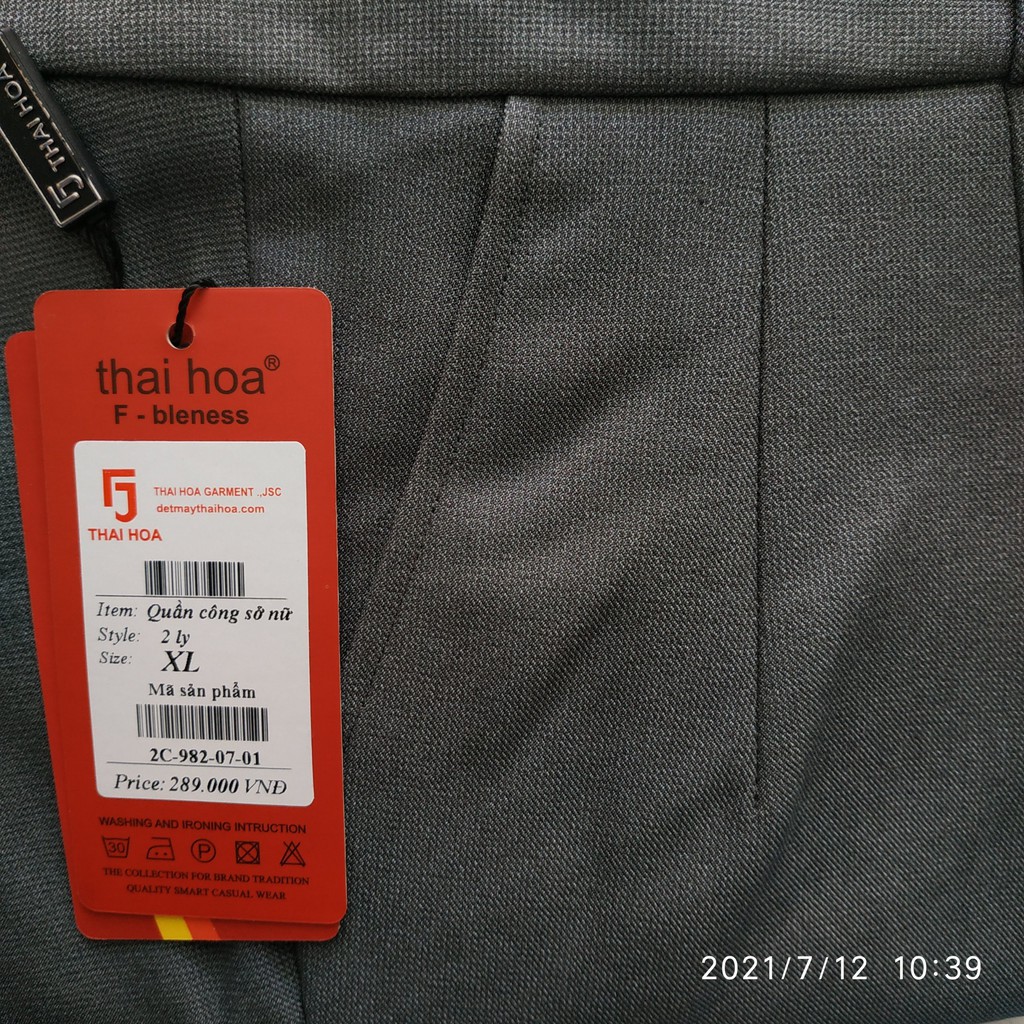 THAI HOA
thai hoa®
F - bleness
THAI HOA GARMENT .,JSC
detmaythaihoa.com
THAI HOA
Item: Quần công sở nữ
Style: 2 ly
Size: XL
Mã sản phẩm
2C-982-07-01
Price: 289.000 VNĐ
WASHING AND IRONING INTRUCTION
30 P
THE COLLECTION FOR BRAND TRADITION
QUALITY SMART CASUAL WEAR
2021/7/12 10:39